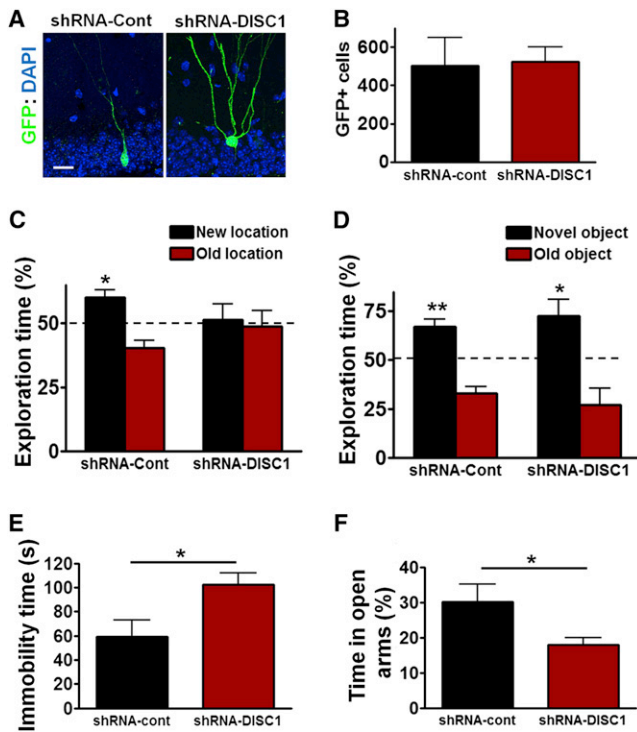 A
shRNA-Cont
shRNA-DISC1
GFP: DAPI
B
GFP+ cells
600
400
200
0
shRNA-cont
shRNA-DISC1
C
New location
Old location
Exploration time (%)
50
25
0
*
shRNA-Cont
shRNA-DISC1
D
Novel object
Old object
Exploration time (%)
75
50
25
0
**
*
shRNA-Cont
shRNA-DISC1
E
Immobility time (s)
120
100
80
60
40
20
0
*
shRNA-cont
shRNA-DISC1
F
Time in open
arms (%)
40
30
20
10
0
*
shRNA-cont
shRNA-DISC1